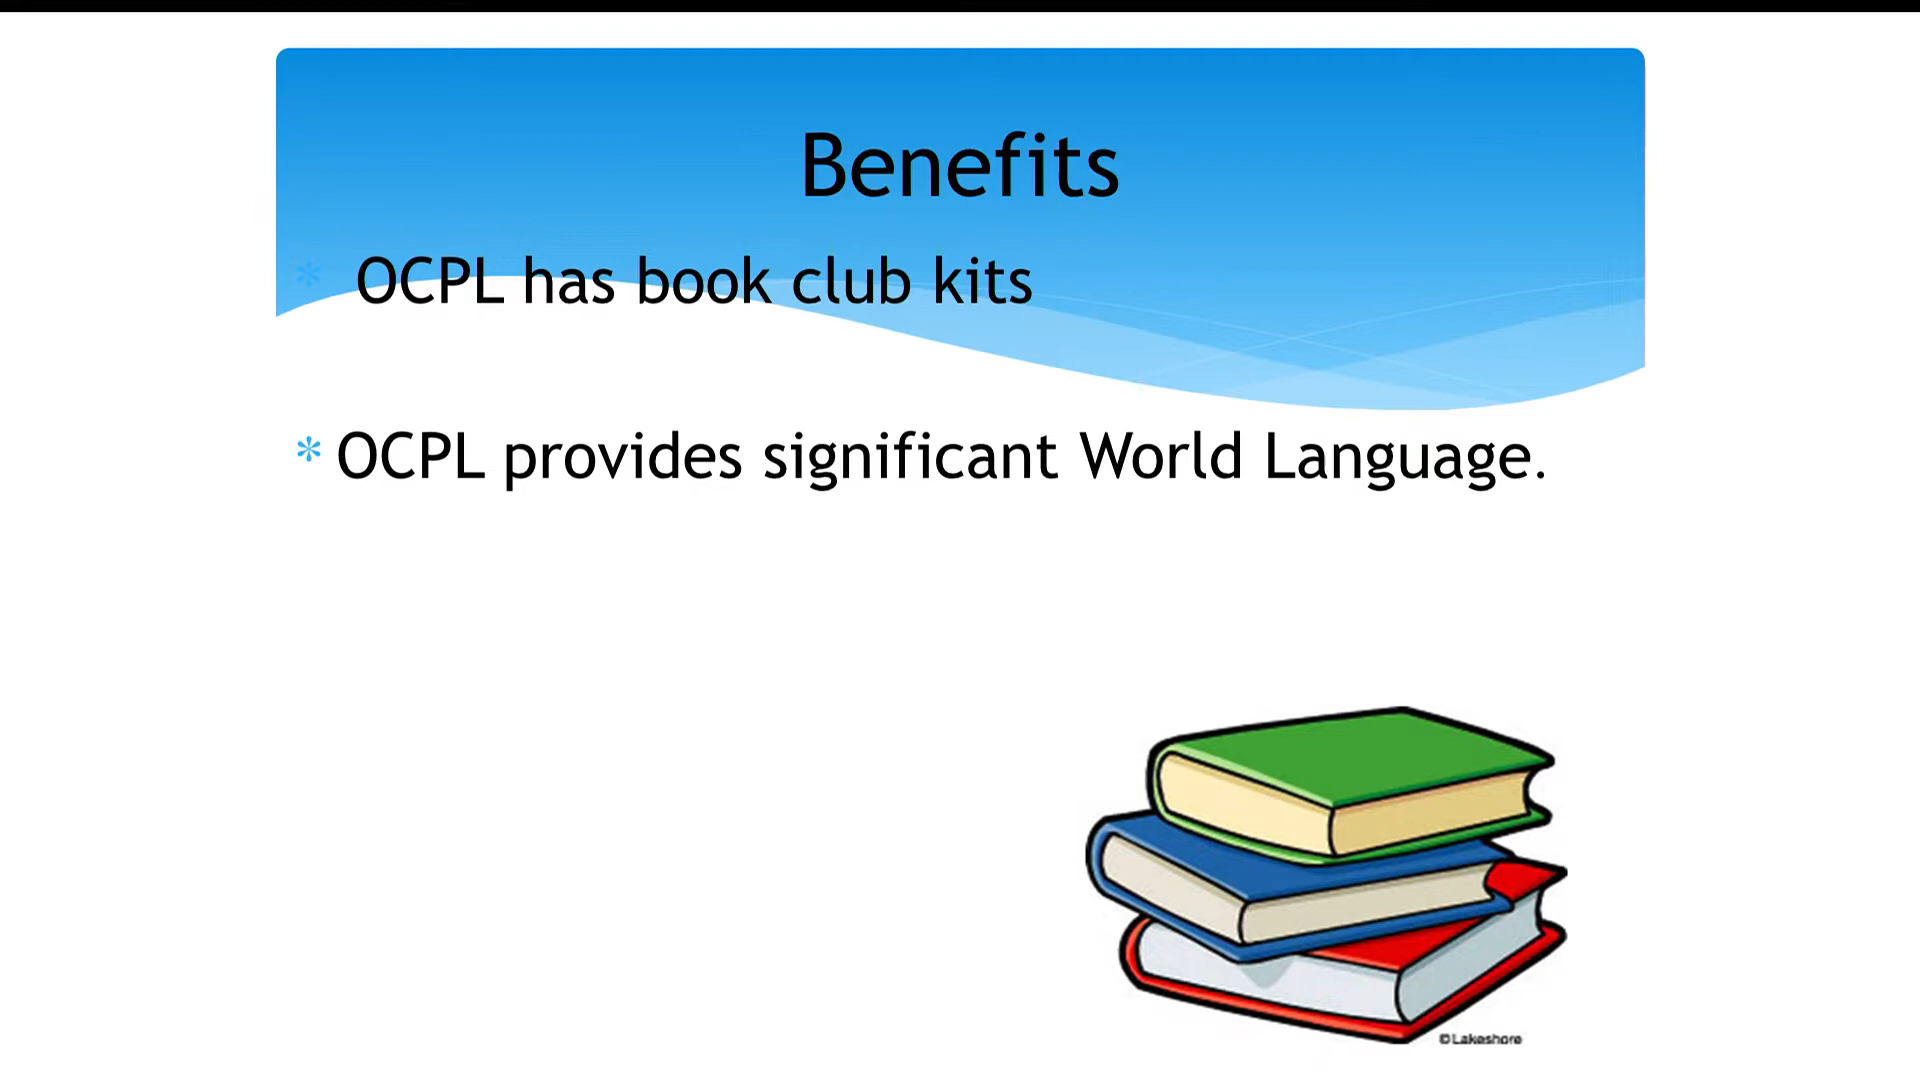 Benefits
* OCPL has book club kits
* OCPL provides significant World Language.
©Lakeshore